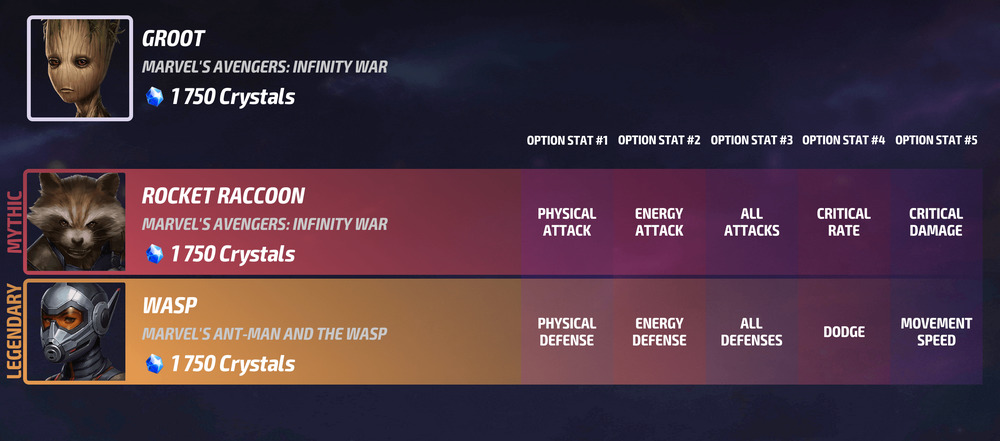 GROOT
MARVEL'S AVENGERS: INFINITY WAR
1 750 Crystals
OPTION STAT #1 OPTION STAT #2 OPTION STAT #3 OPTION STAT #4 OPTION STAT #5
MYTHIC
ROCKET RACCOON
MARVEL'S AVENGERS: INFINITY WAR
1 750 Crystals
PHYSICAL ATTACK
ENERGY ATTACK
ALL ATTACKS
CRITICAL RATE
CRITICAL DAMAGE
LEGENDARY
WASP
MARVEL'S ANT-MAN AND THE WASP
1 750 Crystals
PHYSICAL DEFENSE
ENERGY DEFENSE
ALL DEFENSES
DODGE
MOVEMENT SPEED